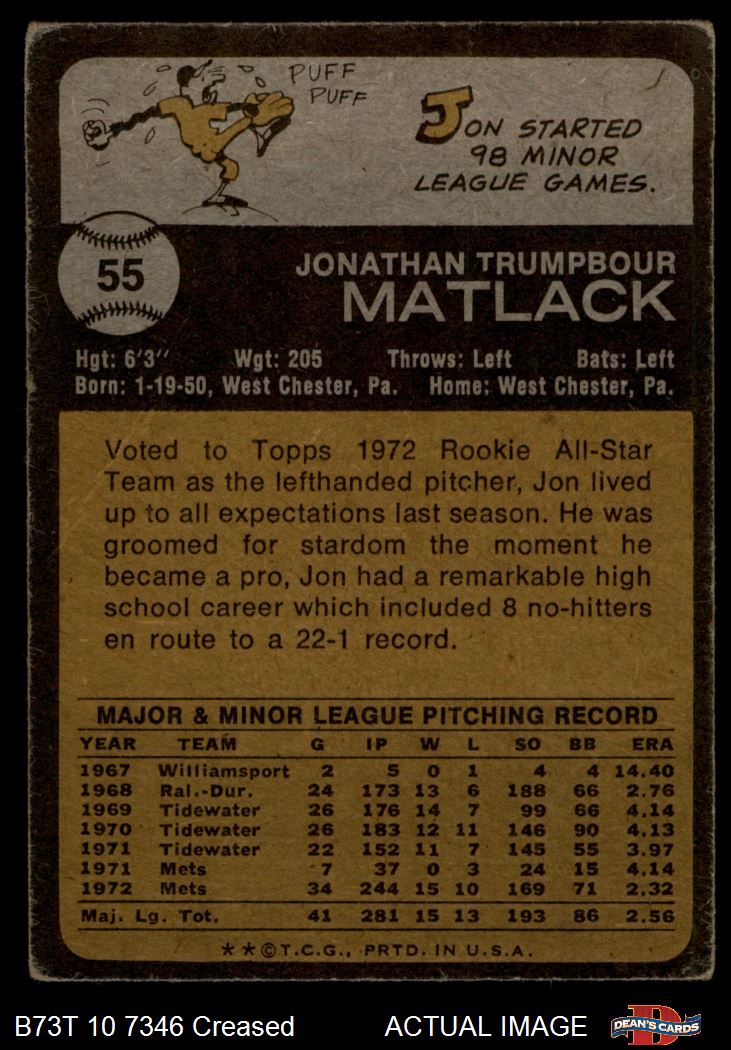 PUFF
PUFF
JON STARTED
98 MINOR
LEAGUE GAMES.
55
JONATHAN TRUMPBOUR
MATLACK
Hgt: 6'3" Wgt: 205 Throws: Left Bats: Left
Born: 1-19-50, West Chester, Pa. Home: West Chester, Pa.
Voted to Topps 1972 Rookie All-Star
Team as the lefthanded pitcher, Jon lived
up to all expectations last season. He was
groomed for stardom the moment he
became a pro, Jon had a remarkable high
school career which included 8 no-hitters
en route to a 22-1 record.
MAJOR & MINOR LEAGUE PITCHING RECORD
YEAR TEAM G IP W L SO BB ERA
1967 Williamsport 2 5 0 1 4 4 14.40
1968 Ral.-Dur. 24 173 13 6 188 66 2.76
1969 Tidewater 26 176 14 7 99 66 4.14
1970 Tidewater 26 183 12 11 146 90 4.13
1971 Tidewater 22 152 11 7 145 55 3.97
1971 Mets 7 37 0 3 24 15 4.14
1972 Mets 34 244 15 10 169 71 2.32
Maj. Lg. Tot. 41 281 15 13 193 86 2.56
**©T.C.G., PRTD. IN U.S.A.
B73T 10 7346 Creased ACTUAL IMAGE
D
DEAN'S CARDS